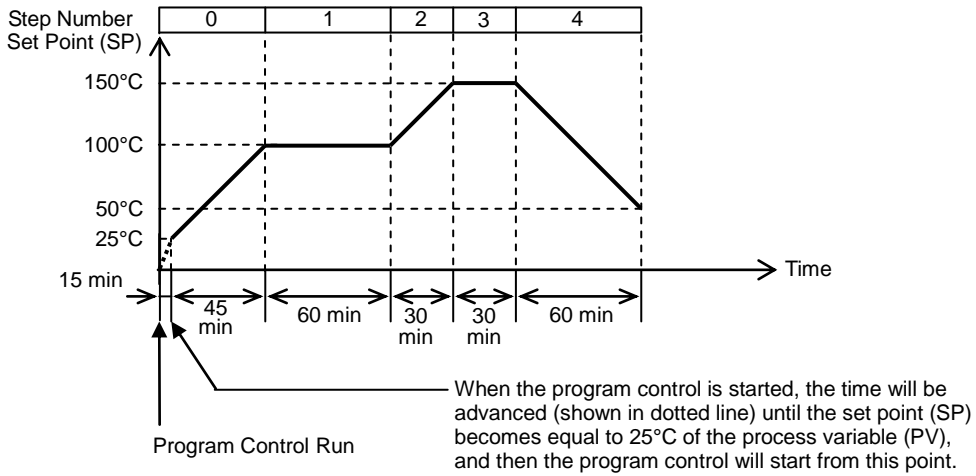 Step Number
0 1 2 3 4
Set Point (SP)
150°C
100°C
50°C
25°C
Time
15 min
45
min
60 min
30
min
30
min
60 min
When the program control is started, the time will be
advanced (shown in dotted line) until the set point (SP)
becomes equal to 25°C of the process variable (PV),
and then the program control will start from this point.
Program Control Run